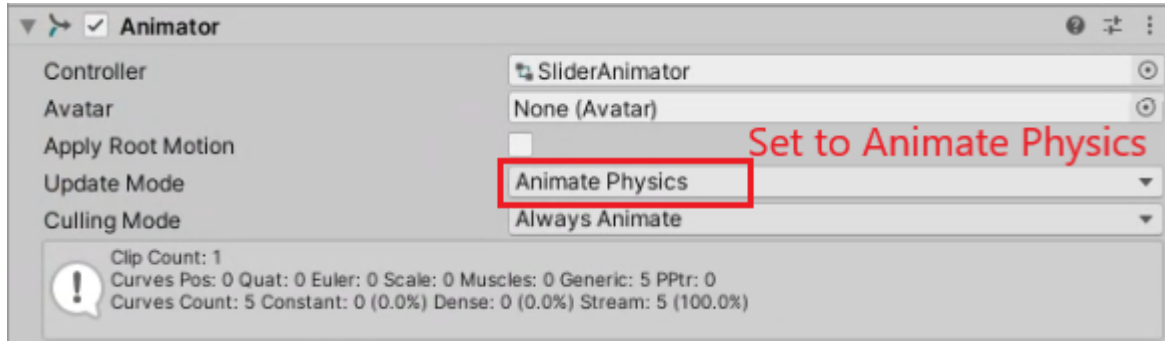 Animator
Controller SliderAnimator
Avatar None (Avatar)
Apply Root Motion Set to Animate Physics
Update Mode Animate Physics
Culling Mode Always Animate
Clip Count: 1
Curves Pos: 0 Quat: 0 Euler: 0 Scale: 0 Muscles: 0 Generic: 5 PPtr: 0
Curves Count: 5 Constant: 0 (0.0%) Dense: 0 (0.0%) Stream: 5 (100.0%)